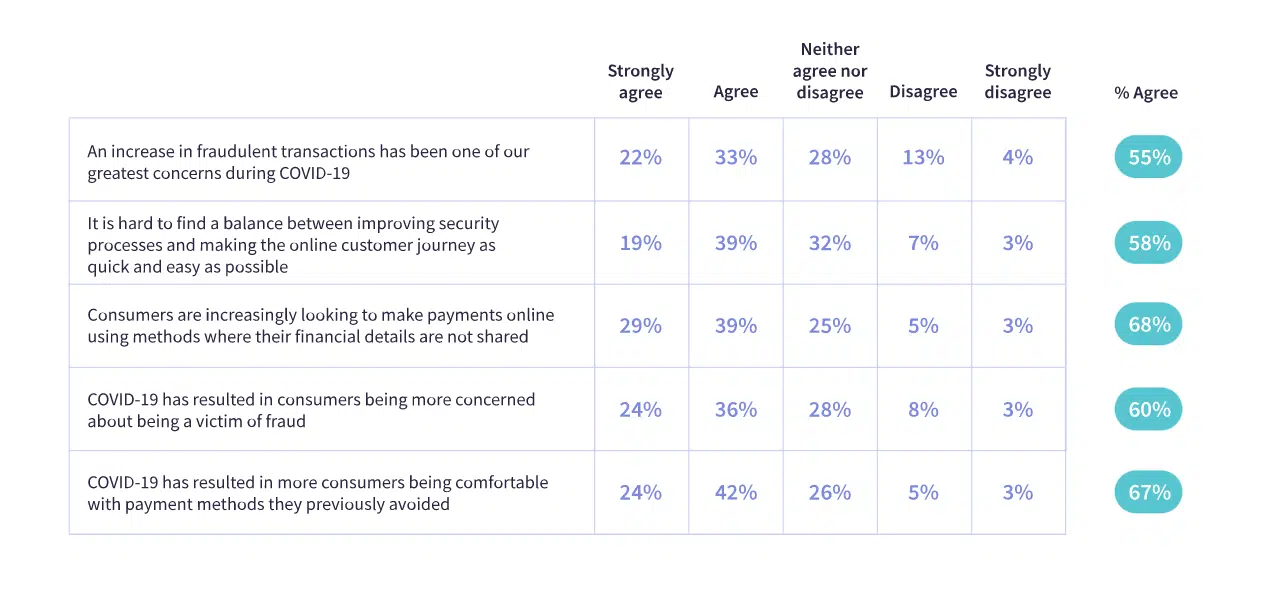 Strongly agree
Agree
Neither agree nor disagree
Disagree
Strongly disagree
% Agree
An increase in fraudulent transactions has been one of our
greatest concerns during COVID-19
22% 33% 28% 13% 4% 55%
It is hard to find a balance between improving security
processes and making the online customer journey as
quick and easy as possible
19% 39% 32% 7% 3% 58%
Consumers are increasingly looking to make payments online
using methods where their financial details are not shared
29% 39% 25% 5% 3% 68%
COVID-19 has resulted in consumers being more concerned
about being a victim of fraud
24% 36% 28% 8% 3% 60%
COVID-19 has resulted in more consumers being comfortable
with payment methods they previously avoided
24% 42% 26% 5% 3% 67%